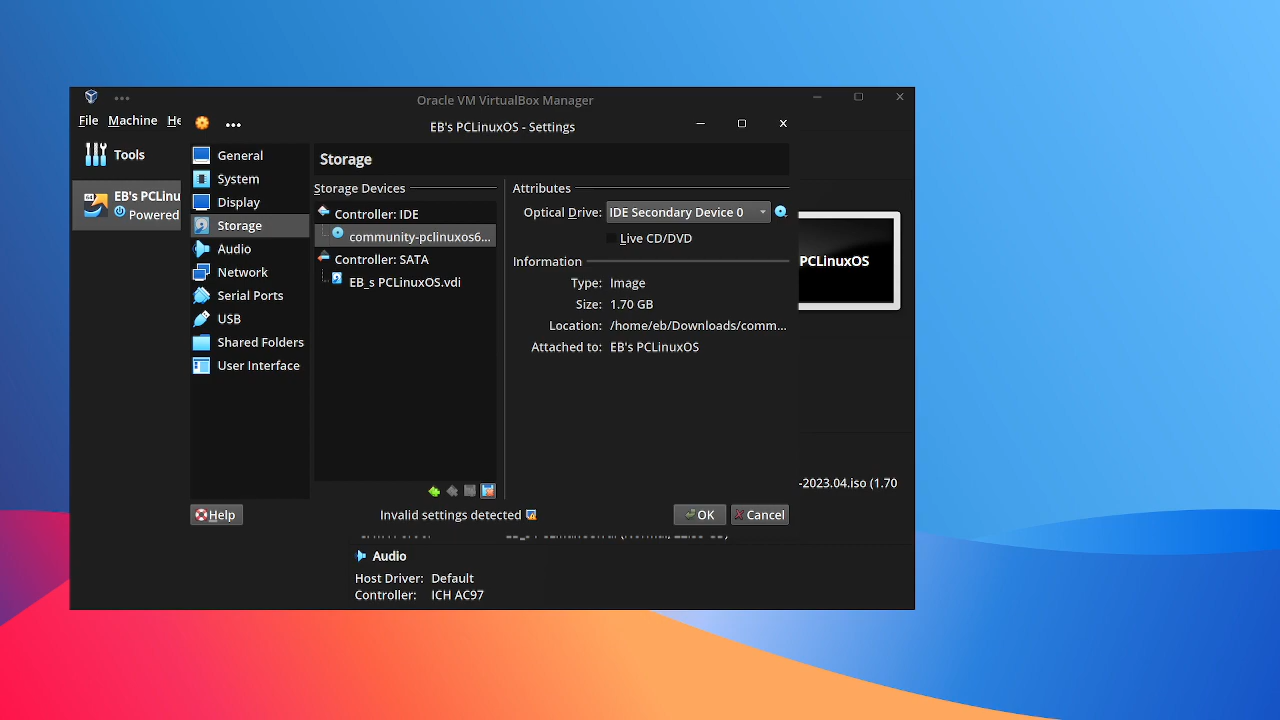 Oracle VM VirtualBox Manager
File Machine He
EB's PCLinuxOS - Settings
Tools
EB's PCLinu
Powered
General
System
Display
Storage
Audio
Network
Serial Ports
USB
Shared Folders
User Interface
Storage
Storage Devices
Controller: IDE
community-pclinuxos6...
Controller: SATA
EB_s PCLinuxOS.vdi
Attributes
Optical Drive: IDE Secondary Device 0
Live CD/DVD
Information
Type: Image
Size: 1.70 GB
Location: /home/eb/Downloads/comm...
Attached to: EB's PCLinuxOS
PCLinuxOS
-2023.04.iso (1.70
Help
Invalid settings detected
OK
Cancel
Audio
Host Driver: Default
Controller: ICH AC97